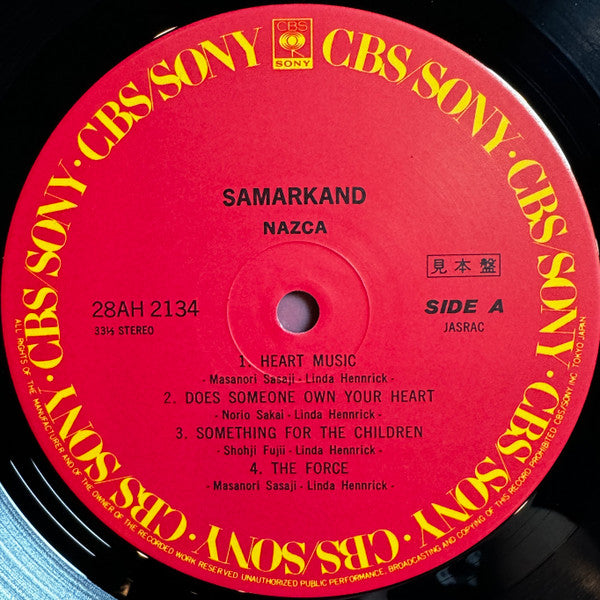 CBS
SONY
CBS/SONY · CBS/SONY · CBS/SONY · CBS/SONY · CBS/SONY · CBS/SONY · CBS/SONY · CBS/SONY
SAMARKAND
NAZCA
見本盤
28AH 2134
SIDE A
33⅓ STEREO
JASRAC
1. HEART MUSIC
- Masanori Sasaji - Linda Hennrick -
2. DOES SOMEONE OWN YOUR HEART
- Norio Sakai - Linda Hennrick -
3. SOMETHING FOR THE CHILDREN
- Shohji Fujii - Linda Hennrick -
4. THE FORCE
- Masanori Sasaji - Linda Hennrick -
ALL RIGHTS OF THE MANUFACTURER AND OF THE OWNER OF THE RECORDED WORK RESERVED UNAUTHORIZED PUBLIC PERFORMANCE, BROADCASTING AND COPYING OF THIS RECORD PROHIBITED CBS/SONY INC. TOKYO JAPAN